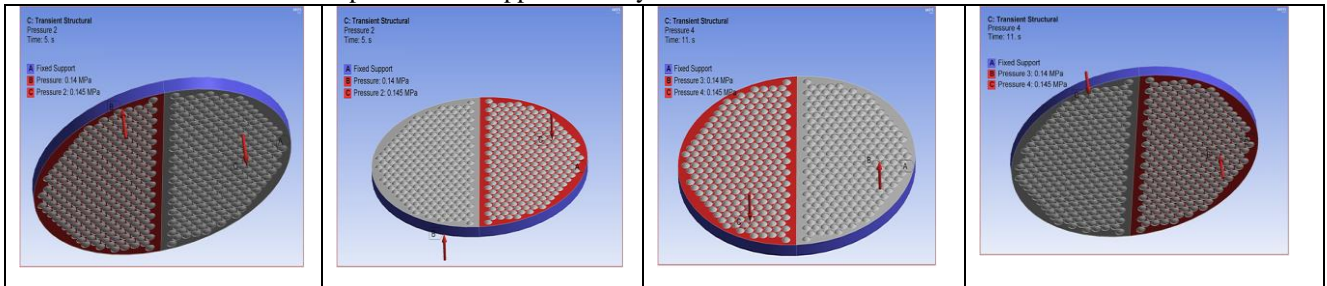 C: Transient Structural
Pressure 2
Time: 5. s
A Fixed Support
B Pressure: 0.14 MPa
C Pressure 2: 0.145 MPa
C: Transient Structural
Pressure 2
Time: 5. s
A Fixed Support
B Pressure: 0.14 MPa
C Pressure 2: 0.145 MPa
A
B
C: Transient Structural
Pressure 4
Time: 11. s
A Fixed Support
B Pressure 3: 0.14 MPa
C Pressure 4: 0.145 MPa
A
C: Transient Structural
Pressure 4
Time: 11. s
A Fixed Support
B Pressure 3: 0.14 MPa
C Pressure 4: 0.145 MPa